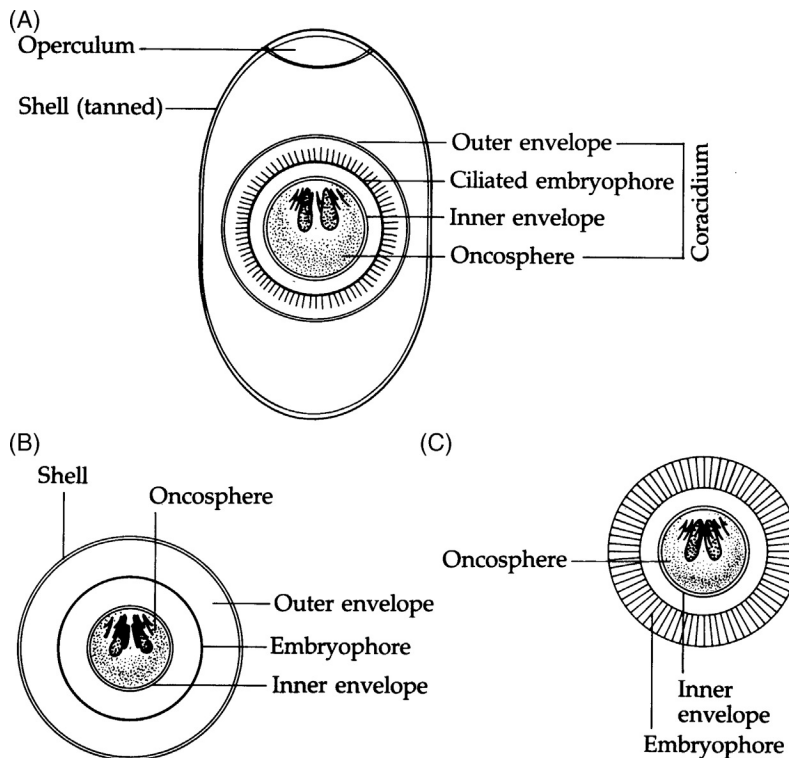 (A)
Operculum
Shell (tanned)
Outer envelope
Ciliated embryophore
Inner envelope
Oncosphere
Coracidium
(B)
Shell
Oncosphere
Outer envelope
Embryophore
Inner envelope
(C)
Oncosphere
Inner
envelope
Embryophore